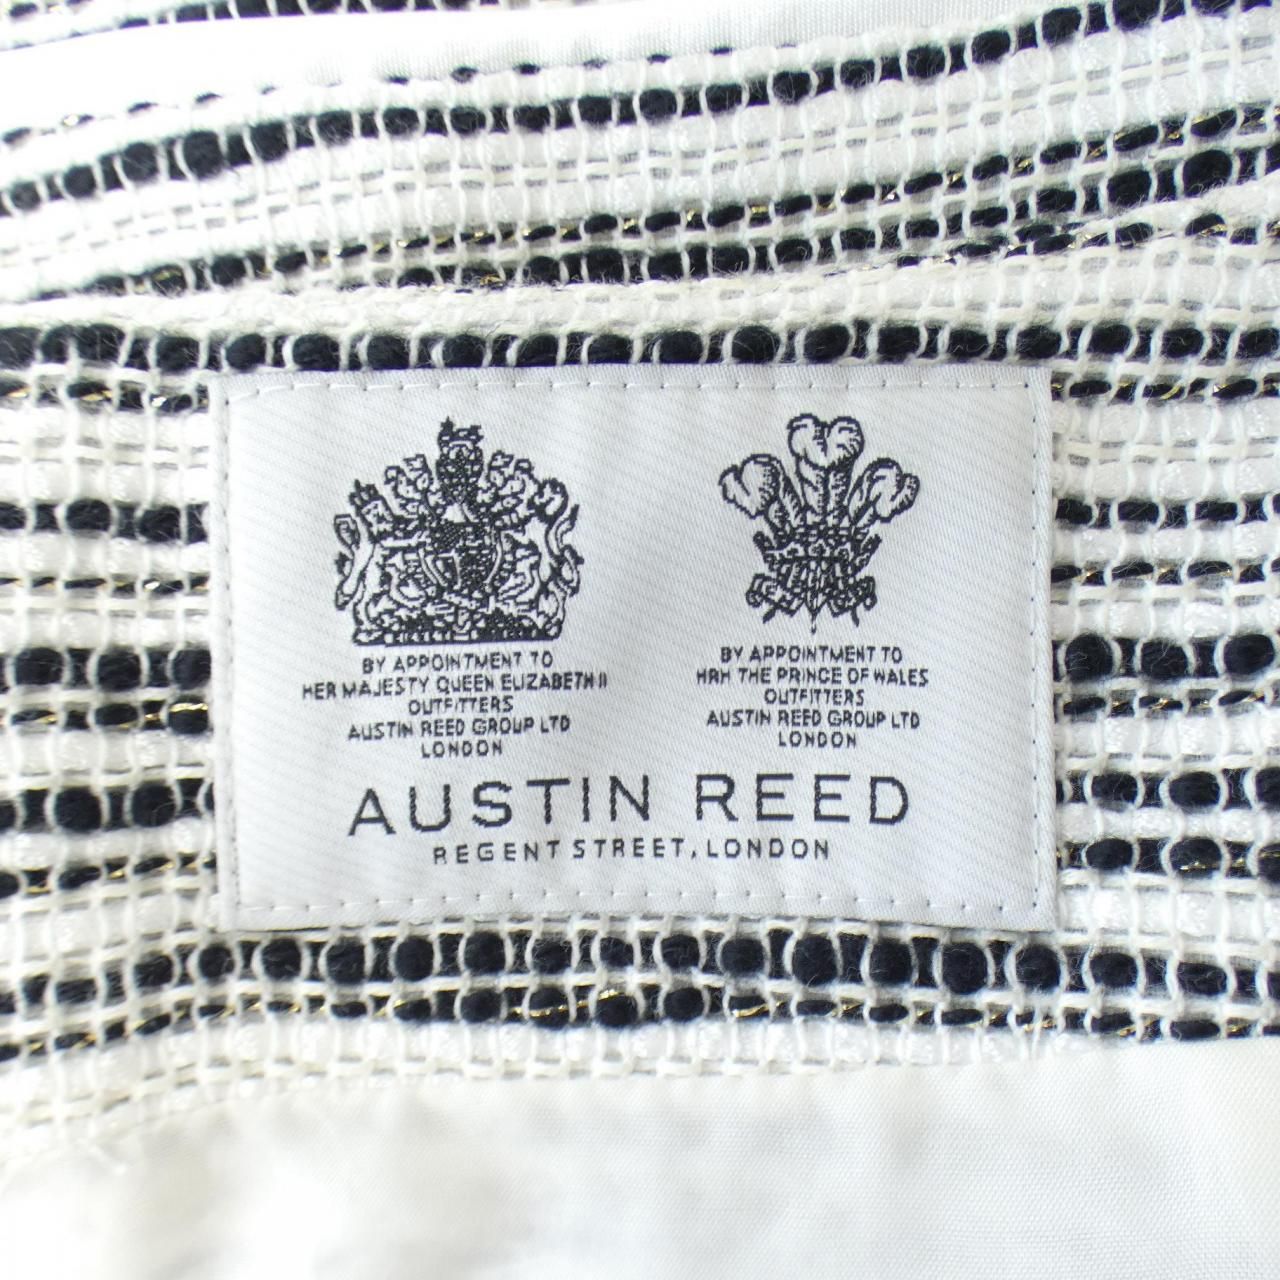 BY APPOINTMENT TO
HER MAJESTY QUEEN ELIZABETH II
OUTFITTERS
AUSTIN REED GROUP LTD
LONDON
BY APPOINTMENT TO
HRH THE PRINCE OF WALES
OUTFITTERS
AUSTIN REED GROUP LTD
LONDON
AUSTIN REED
REGENT STREET, LONDON